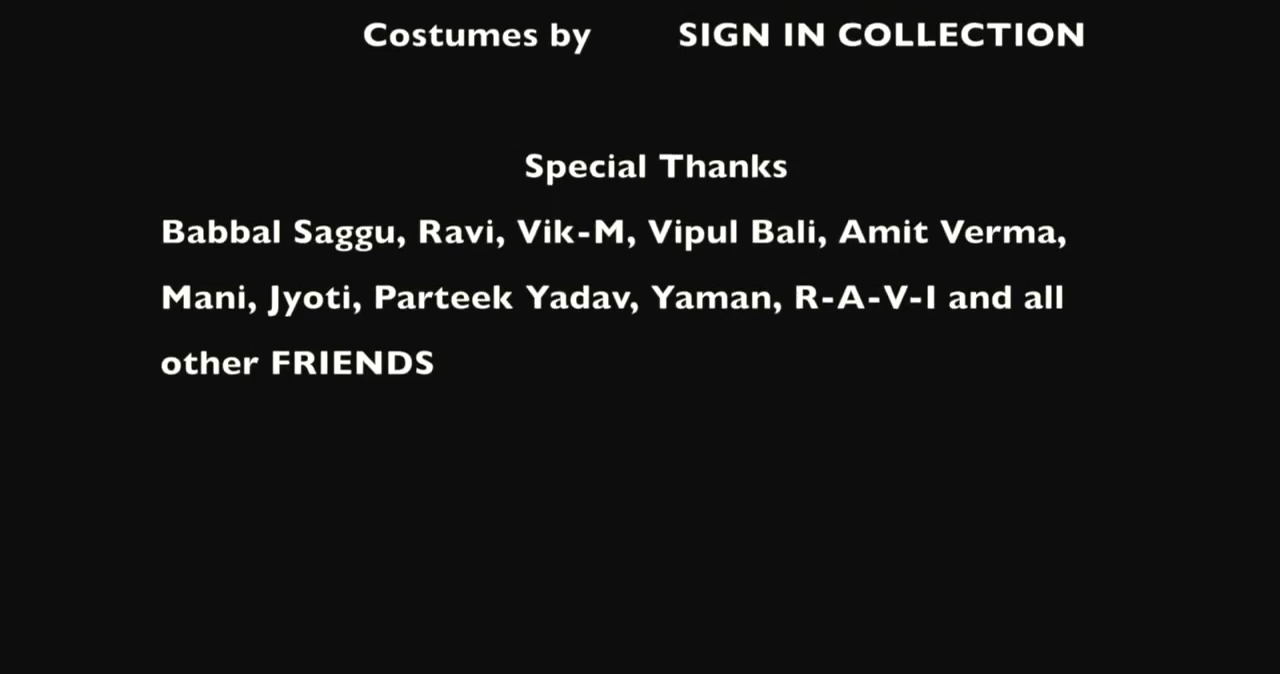 Costumes by SIGN IN COLLECTION
Special Thanks
Babbal Saggu, Ravi, Vik-M, Vipul Bali, Amit Verma,
Mani, Jyoti, Parteek Yadav, Yaman, R-A-V-I and all
other FRIENDS